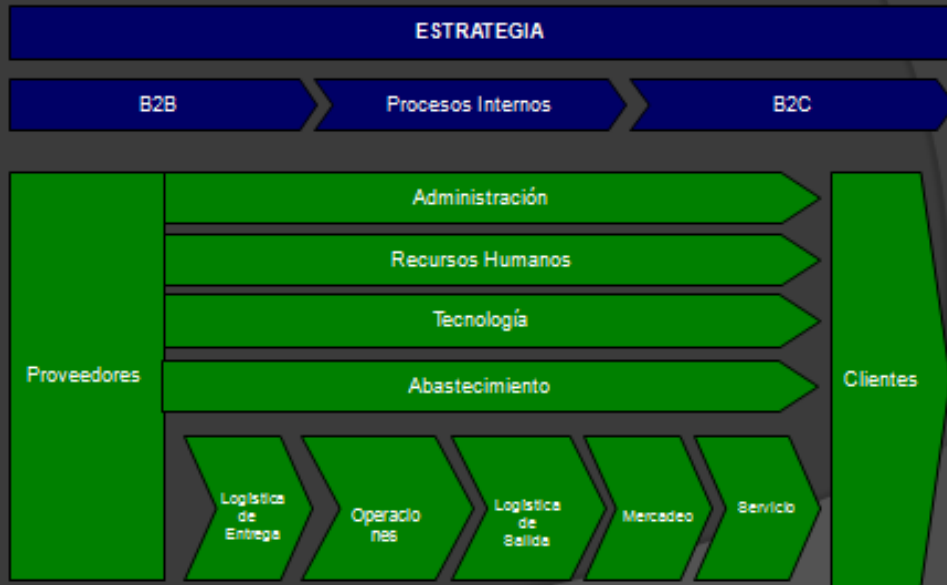 ESTRATEGIA
B2B
Procesos Internos
B2C
Administración
Recursos Humanos
Tecnología
Abastecimiento
Proveedores
Clientes
Logística
de
Entrega
Operacio
nes
Logística
de
Salida
Mercadeo
Servicio